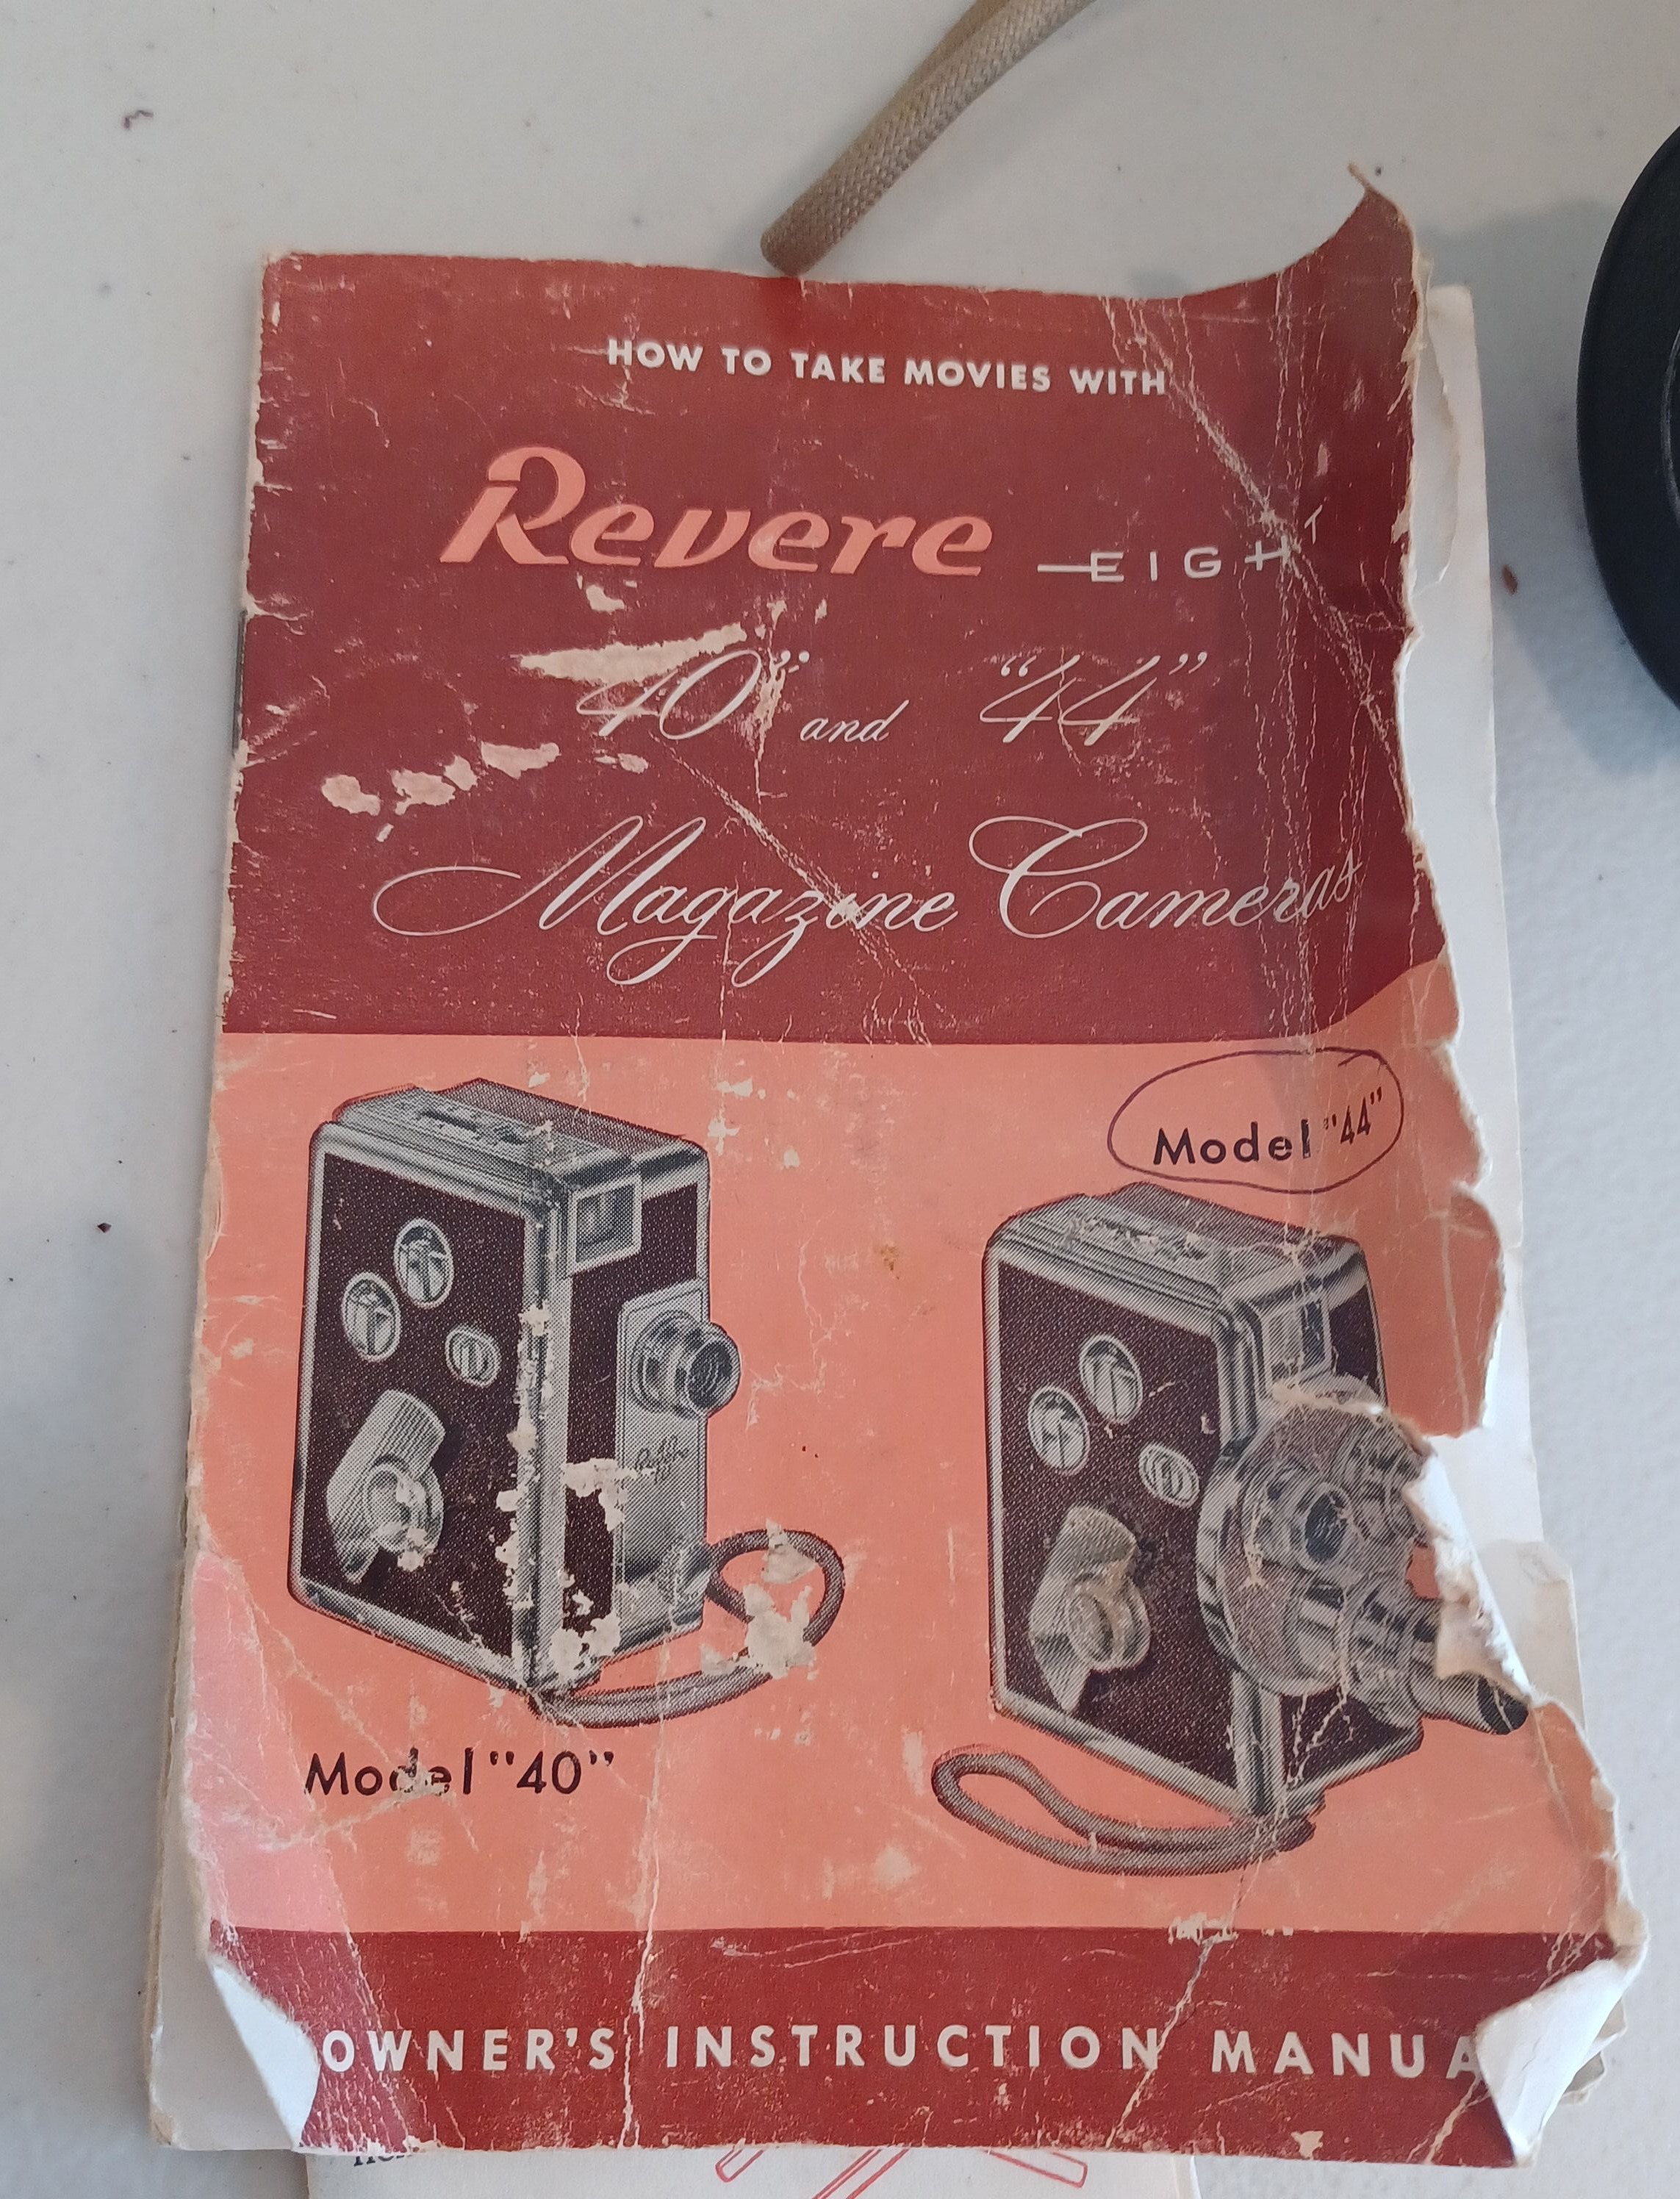 HOW TO TAKE MOVIES WITH
Revere EIGHT
40" and "44"
Magazine Cameras
Model "44"
Model "40"
OWNER'S INSTRUCTION MANUA